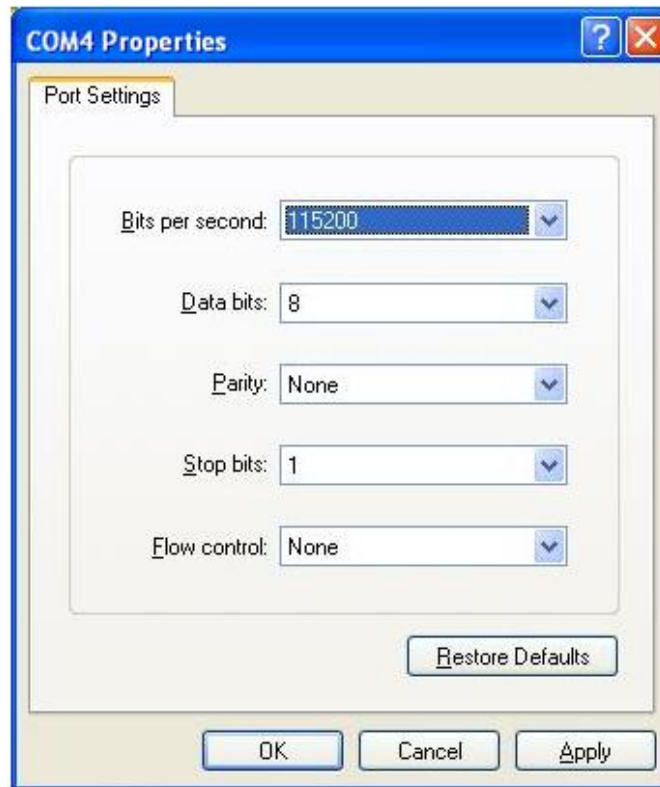 COM4 Properties
Port Settings
Bits per second: 115200
Data bits: 8
Parity: None
Stop bits: 1
Flow control: None
Restore Defaults
OK Cancel Apply